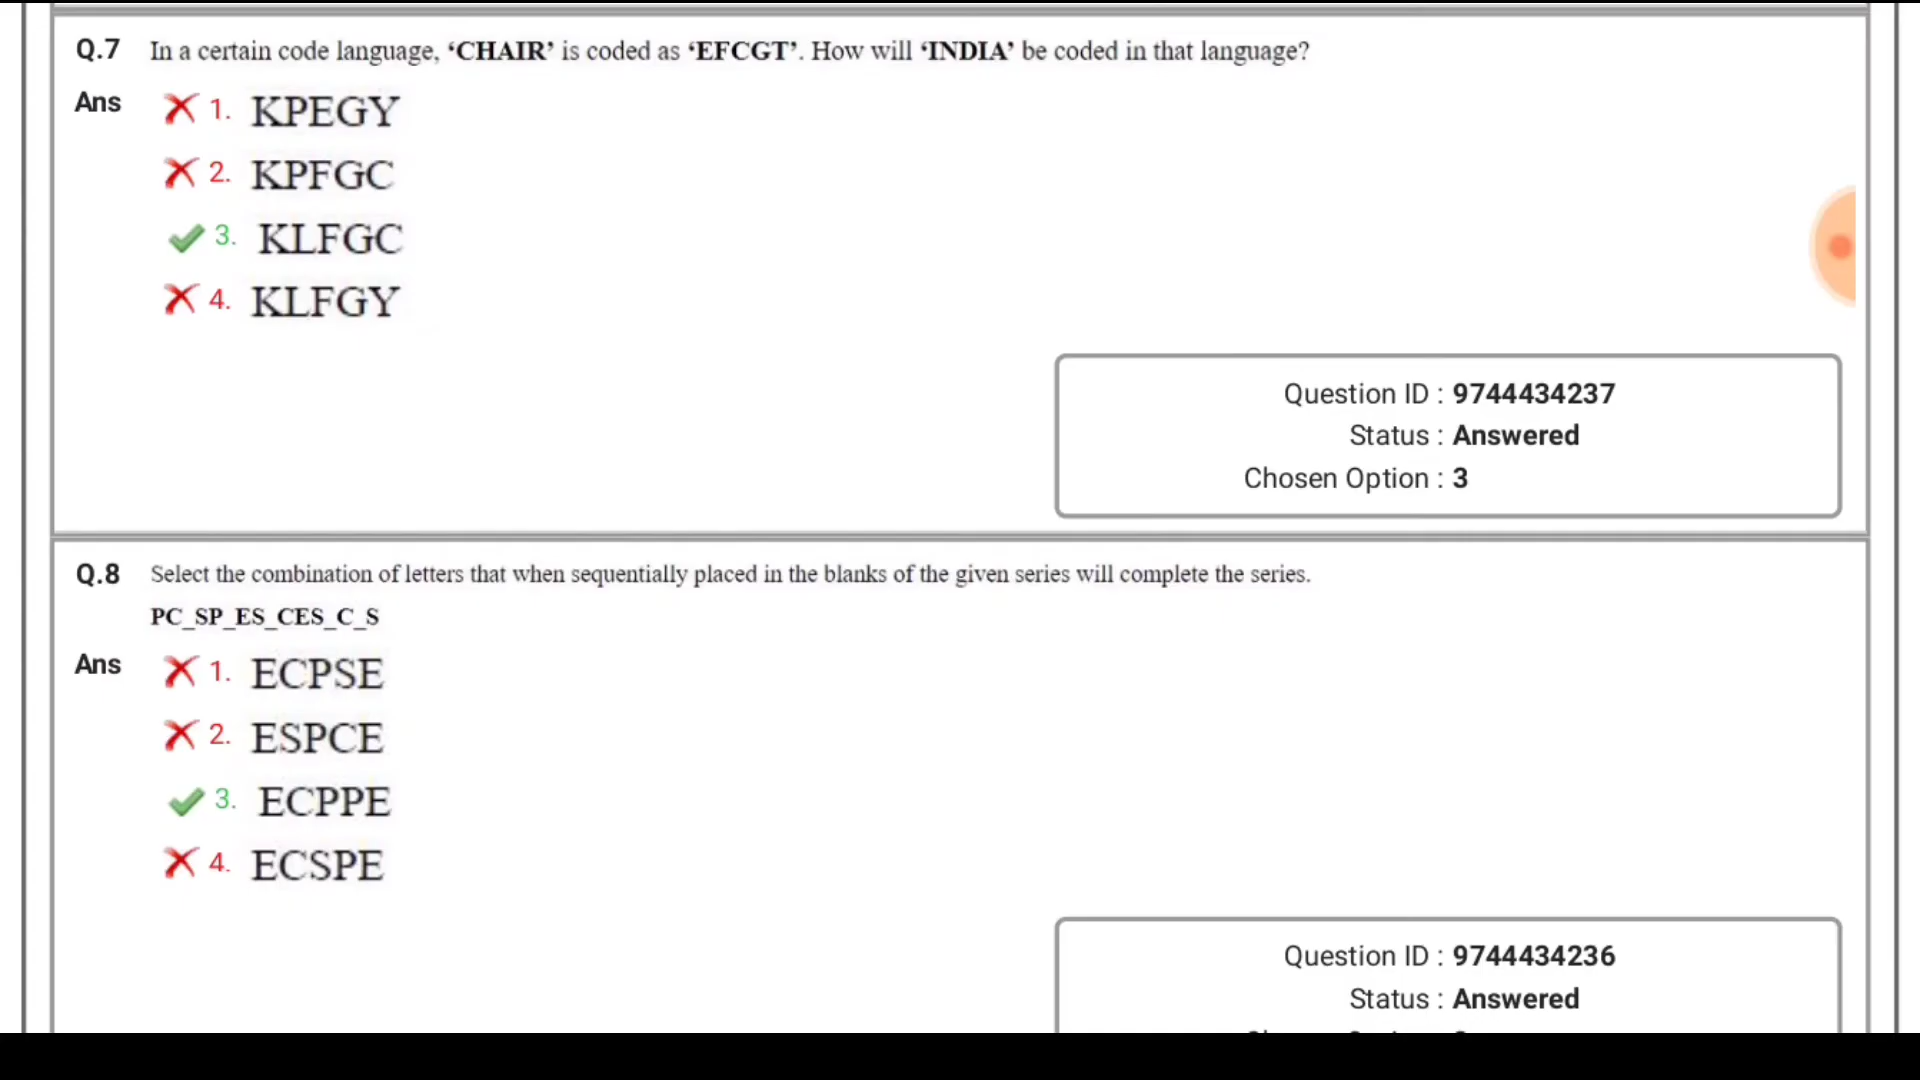 Q.7 In a certain code language, ‘CHAIR’ is coded as ‘EFCGT’. How will ‘INDIA’ be coded in that language?
Ans 1. KPEGY
2. KPFGC
3. KLFGC
4. KLFGY
Question ID : 9744434237
Status : Answered
Chosen Option : 3
Q.8 Select the combination of letters that when sequentially placed in the blanks of the given series will complete the series.
PC_SP_ES_CES_C_S
Ans 1. ECPSE
2. ESPCE
3. ECPPE
4. ECSPE
Question ID : 9744434236
Status : Answered